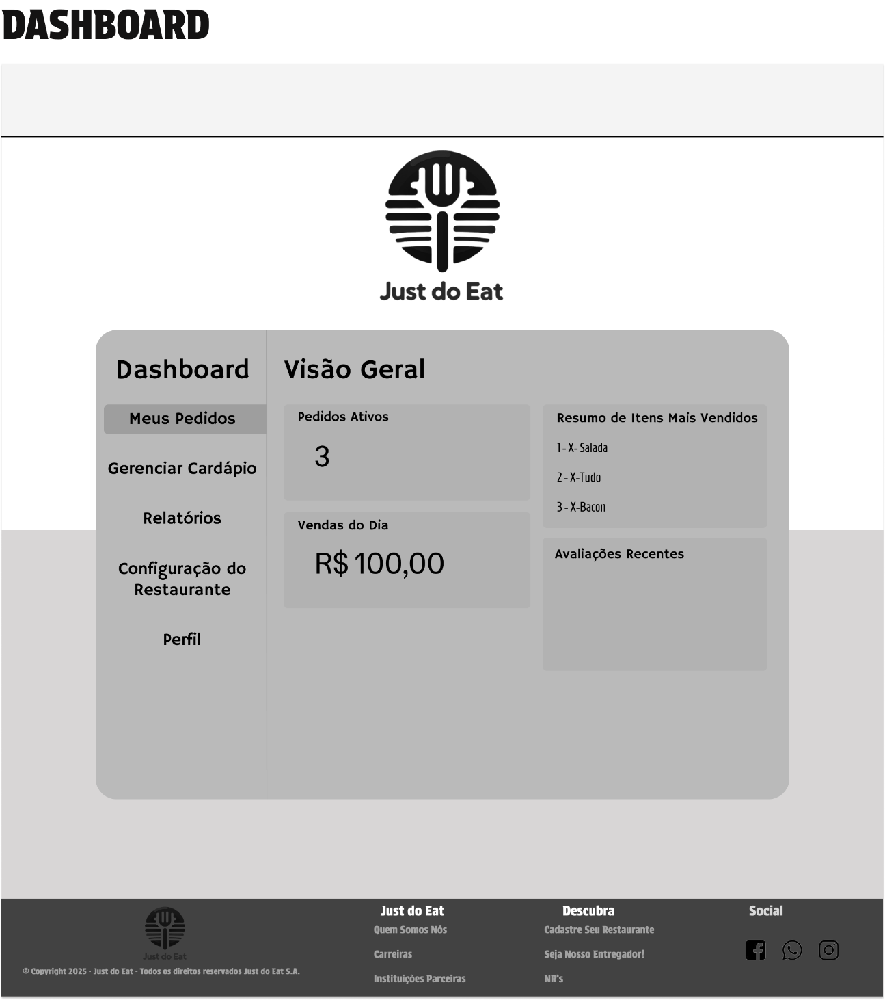 DASHBOARD
Just do Eat
Dashboard
Meus Pedidos
Gerenciar Cardápio
Relatórios
Configuração do
Restaurante
Perfil
Visão Geral
Pedidos Ativos
3
Vendas do Dia
R$ 100,00
Resumo de Itens Mais Vendidos
1 - X- Salada
2 - X-Tudo
3 - X-Bacon
Avaliações Recentes
Just do Eat
© Copyright 2025 - Just do Eat - Todos os direitos reservados Just do Eat S.A.
Just do Eat
Quem Somos Nós
Carreiras
Instituições Parceiras
Descubra
Cadastre Seu Restaurante
Seja Nosso Entregador!
NR's
Social